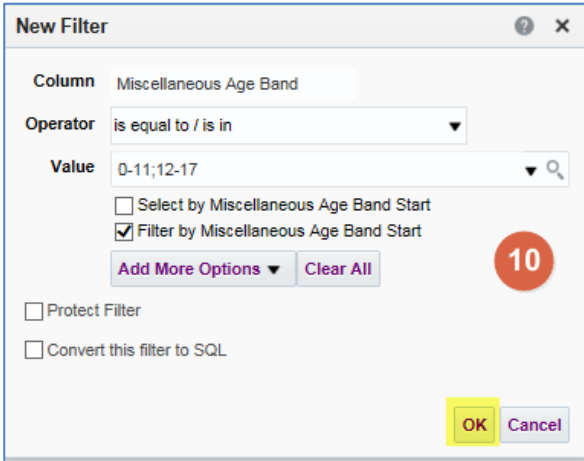 New Filter
Column Miscellaneous Age Band
Operator is equal to / is in
Value 0-11;12-17
Select by Miscellaneous Age Band Start
Filter by Miscellaneous Age Band Start
Add More Options Clear All
10
Protect Filter
Convert this filter to SQL
OK Cancel